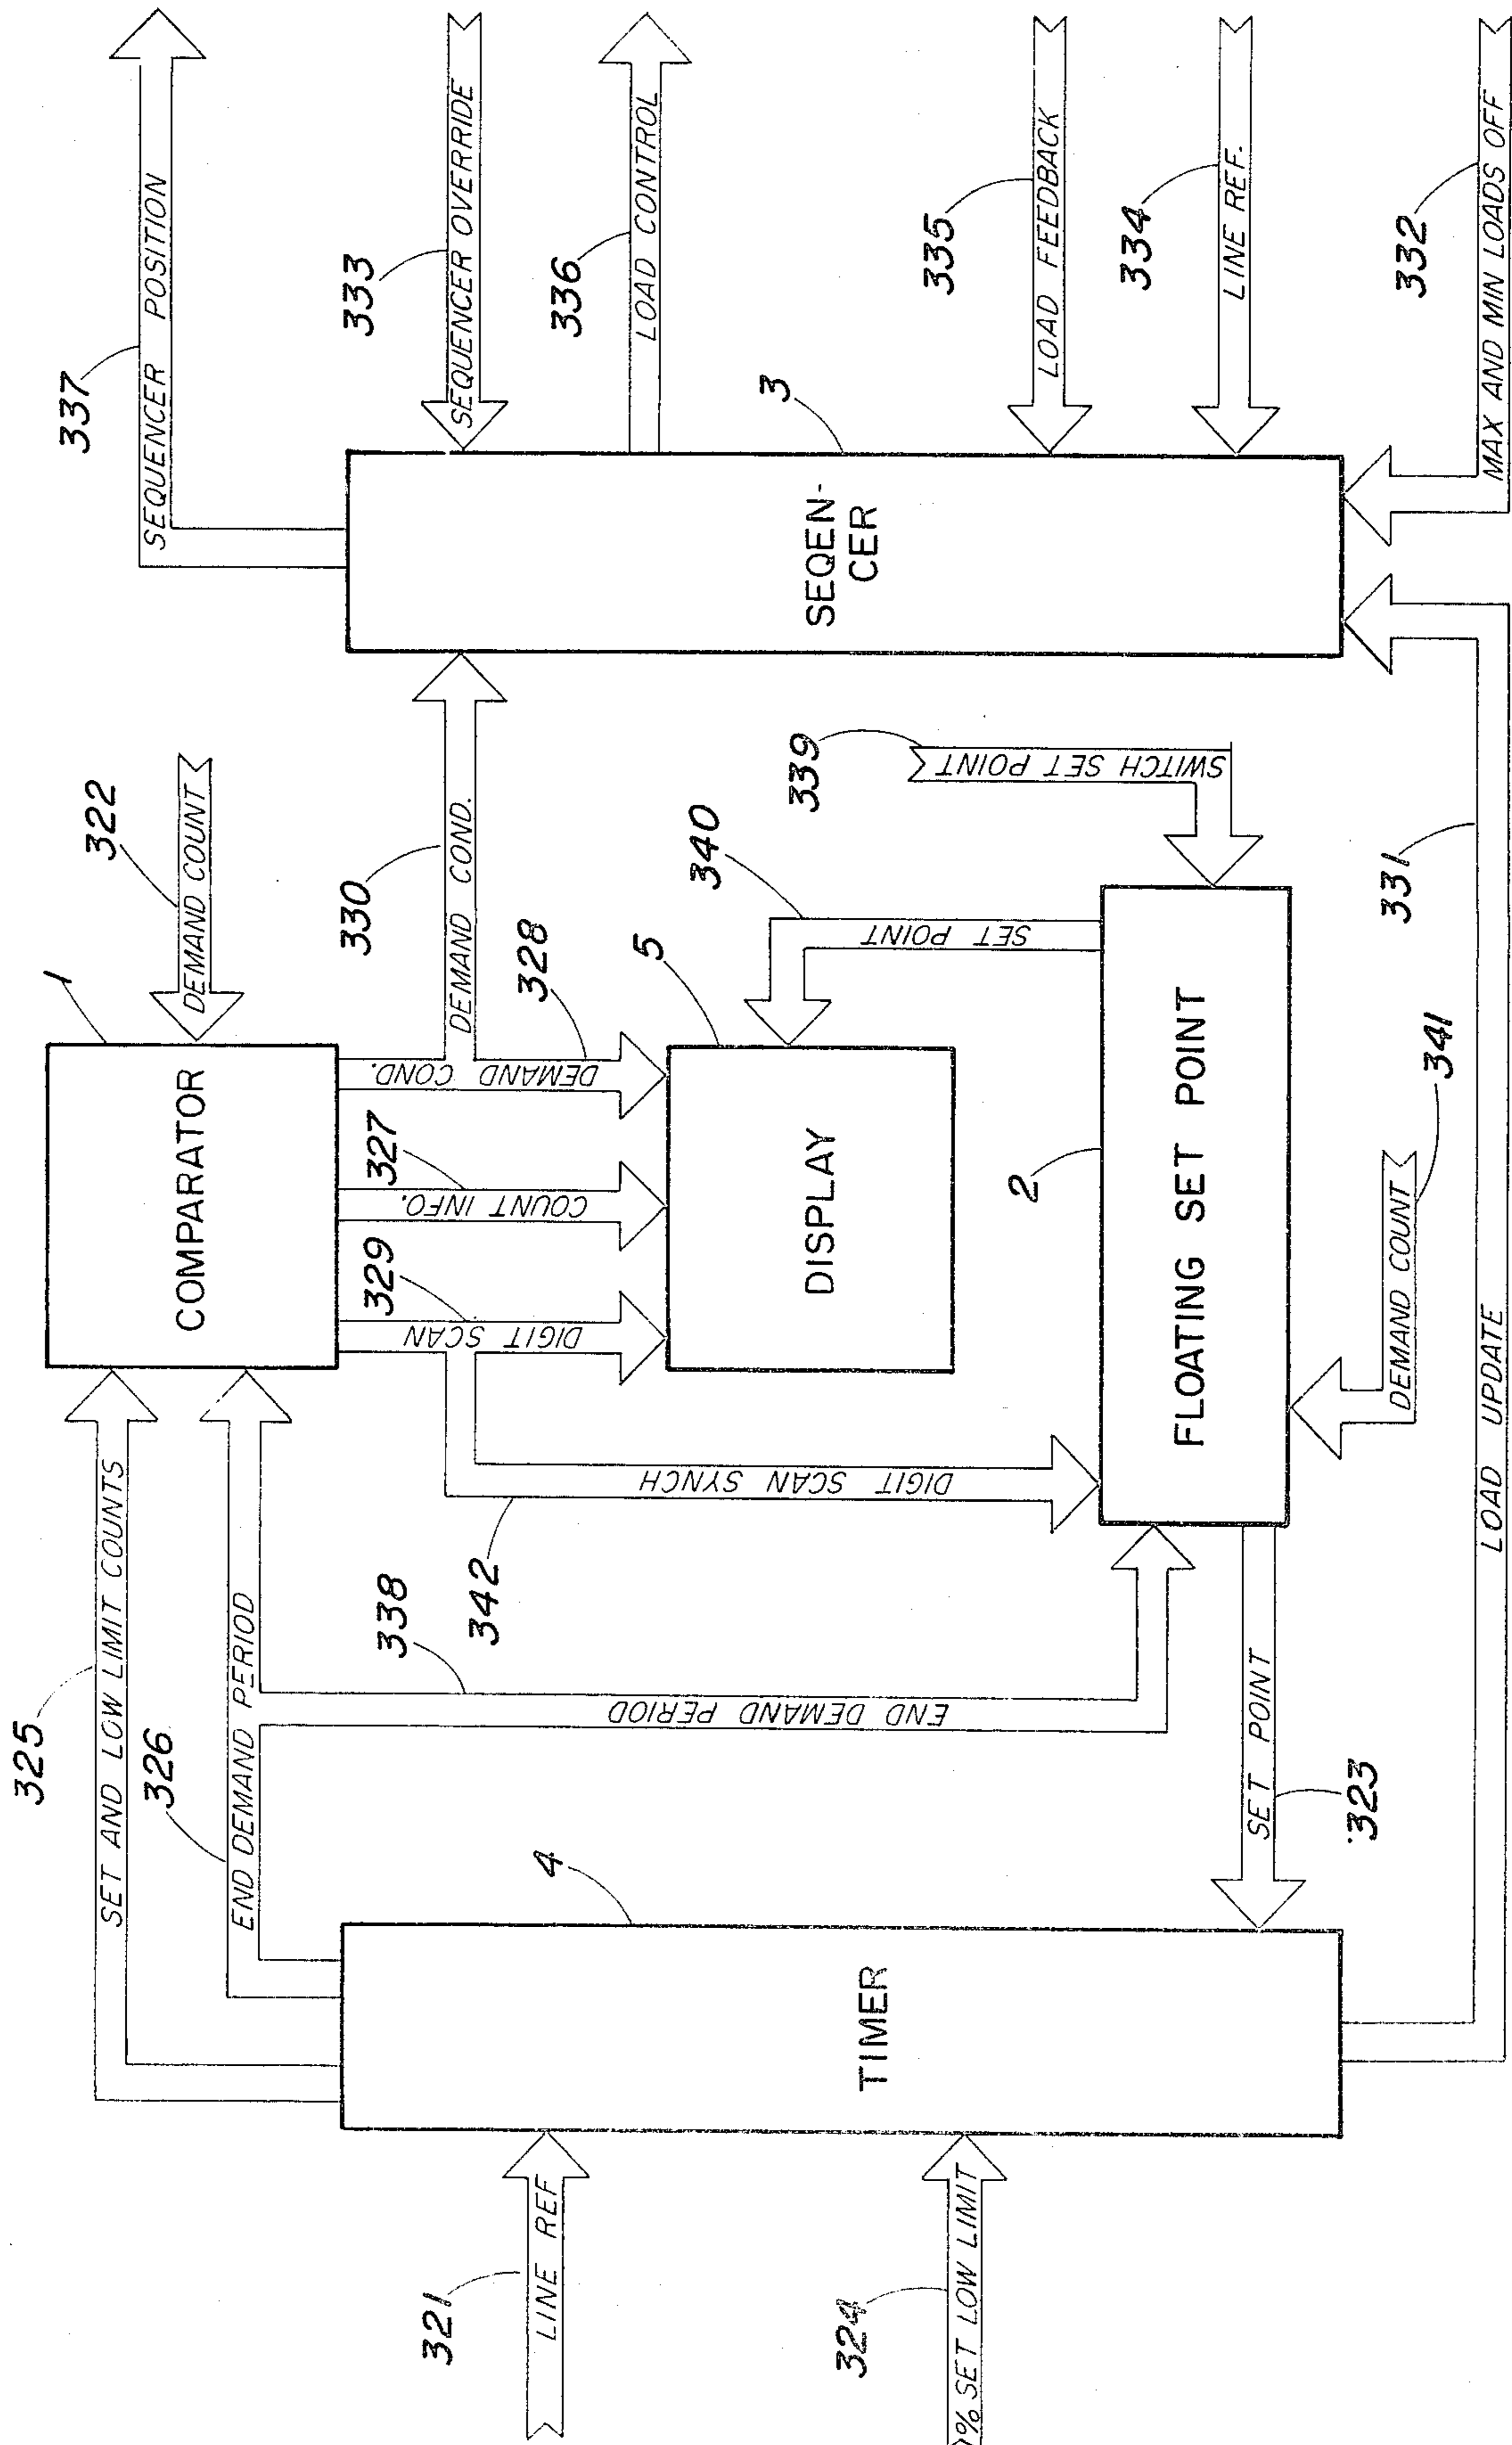 337
SEQUENCER POSITION
333
SEQUENCER OVERRIDE
336
LOAD CONTROL
335
LOAD FEEDBACK
334
LINE REF.
332
MAX AND MIN LOADS OFF
3
SEQEN-
CER
322
DEMAND COUNT
1
COMPARATOR
330
DEMAND COND.
328
DEMAND COND.
327
COUNT INFO.
329
DIGIT SCAN
5
DISPLAY
340
SET POINT
339
SWITCH SET POINT
2
FLOATING SET POINT
341
DEMAND COUNT
331
LOAD UPDATE
342
DIGIT SCAN SYNCH
338
END DEMAND PERIOD
325
SET AND LOW LIMIT COUNTS
326
END DEMAND PERIOD
323
SET POINT
4
TIMER
321
LINE REF
324
% SET LOW LIMIT